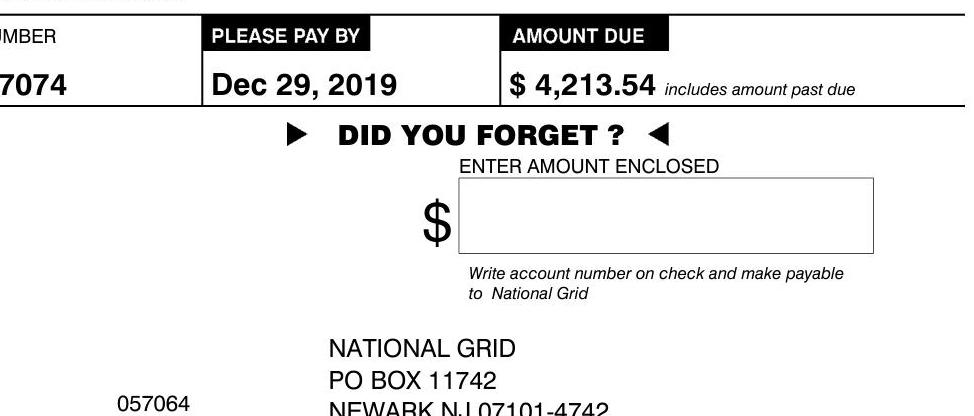 UMBER
PLEASE PAY BY
AMOUNT DUE
7074
Dec 29, 2019
$ 4,213.54 includes amount past due
DID YOU FORGET ?
ENTER AMOUNT ENCLOSED
$
Write account number on check and make payable
to National Grid
NATIONAL GRID
PO BOX 11742
057064
NEWARK NJ 07101-4742